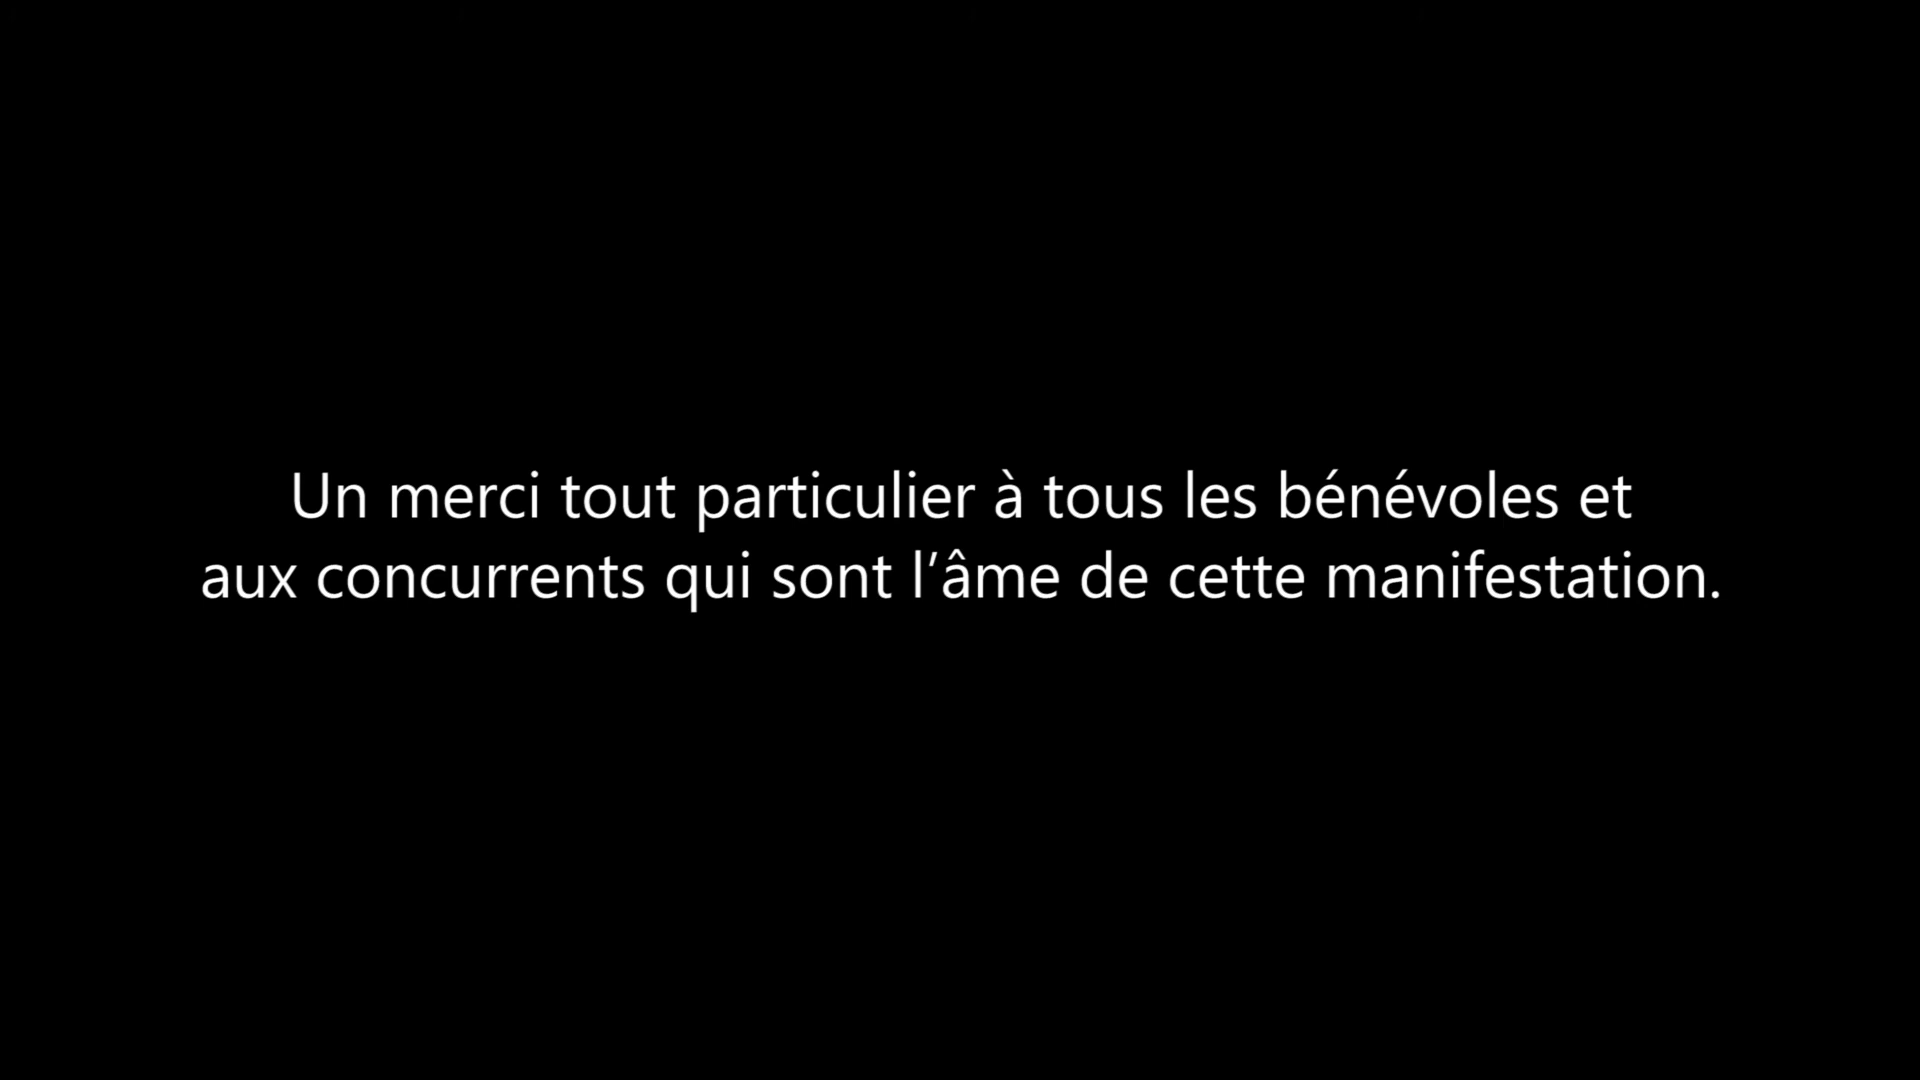 Un merci tout particulier à tous les bénévoles et
aux concurrents qui sont l’âme de cette manifestation.